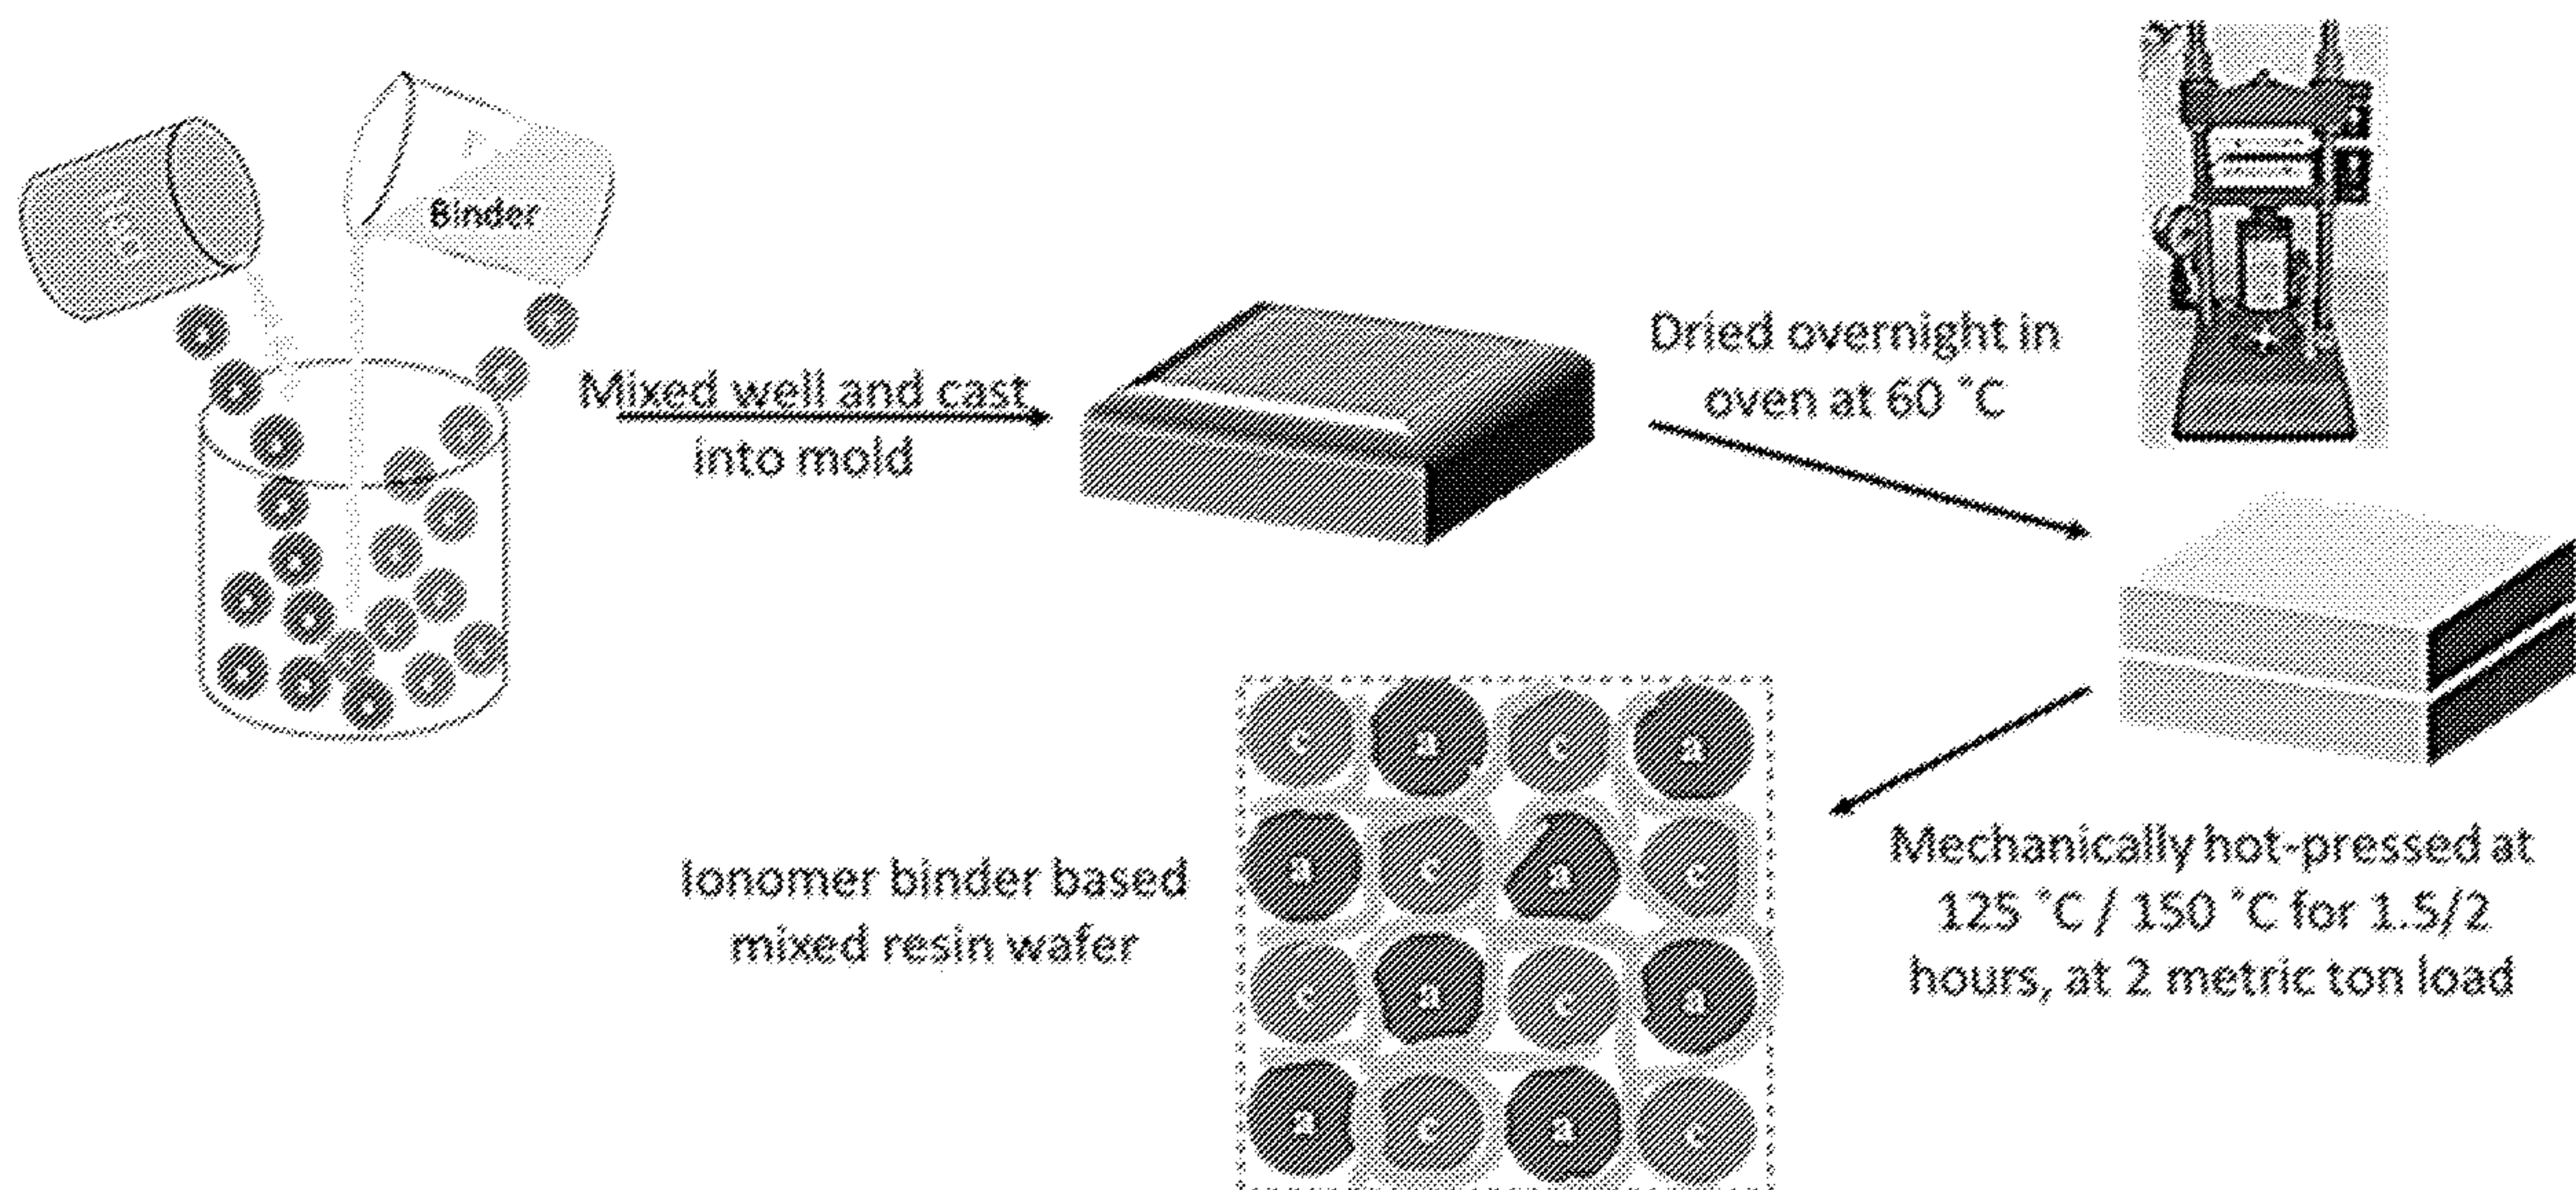 Binder
Mixed well and cast
into mold
Dried overnight in
oven at 60 °C
Mechanically hot-pressed at
125 °C / 150 °C for 1.5/2
hours, at 2 metric ton load
Ionomer binder based
mixed resin wafer
c a c a
a c a c
c a c a
a c a c